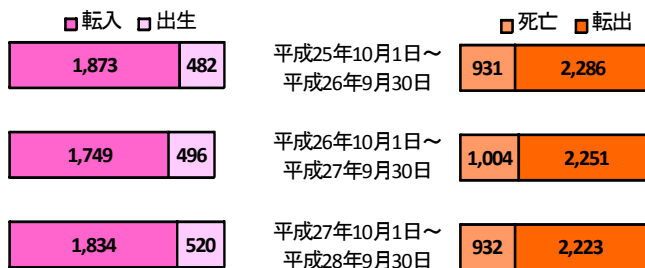 転入 出生 死亡 転出
1,873 482 平成25年10月1日～ 931 2,286
平成26年9月30日
1,749 496 平成26年10月1日～ 1,004 2,251
平成27年9月30日
1,834 520 平成27年10月1日～ 932 2,223
平成28年9月30日